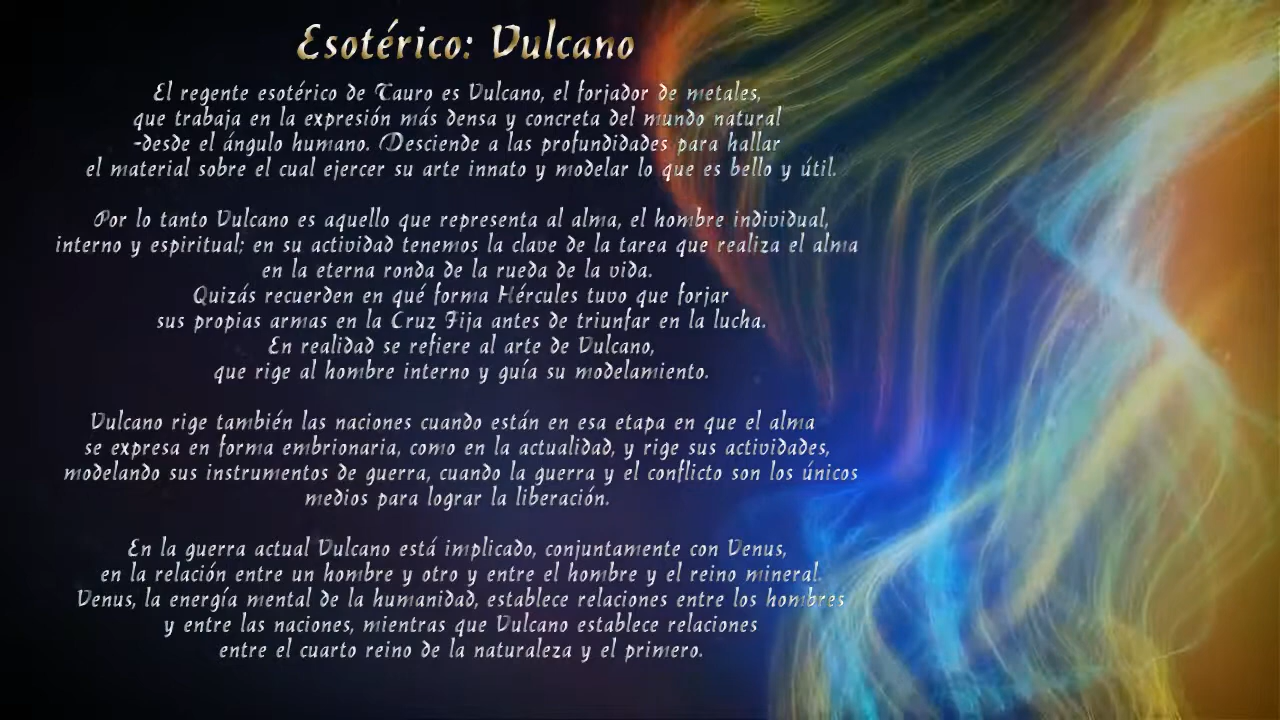 Esotérico: Vulcano
El regente esotérico de Tauro es Vulcano, el forjador de metales,
que trabaja en la expresión más densa y concreta del mundo natural
-desde el ángulo humano. Desciende a las profundidades para hallar
el material sobre el cual ejercer su arte innato y modelar lo que es bello y útil.
Por lo tanto Vulcano es aquello que representa al alma, el hombre individual,
interno y espiritual; en su actividad tenemos la clave de la tarea que realiza el alma
en la eterna ronda de la rueda de la vida.
Quizás recuerden en qué forma Hércules tuvo que forjar
sus propias armas en la Cruz Fija antes de triunfar en la lucha.
En realidad se refiere al arte de Vulcano,
que rige al hombre interno y guía su modelamiento.
Vulcano rige también las naciones cuando están en esa etapa en que el alma
se expresa en forma embrionaria, como en la actualidad, y rige sus actividades,
modelando sus instrumentos de guerra, cuando la guerra y el conflicto son los únicos
medios para lograr la liberación.
En la guerra actual Vulcano está implicado, conjuntamente con Venus,
en la relación entre un hombre y otro y entre el hombre y el reino mineral.
Venus, la energía mental de la humanidad, establece relaciones entre los hombres
y entre las naciones, mientras que Vulcano establece relaciones
entre el cuarto reino de la naturaleza y el primero.